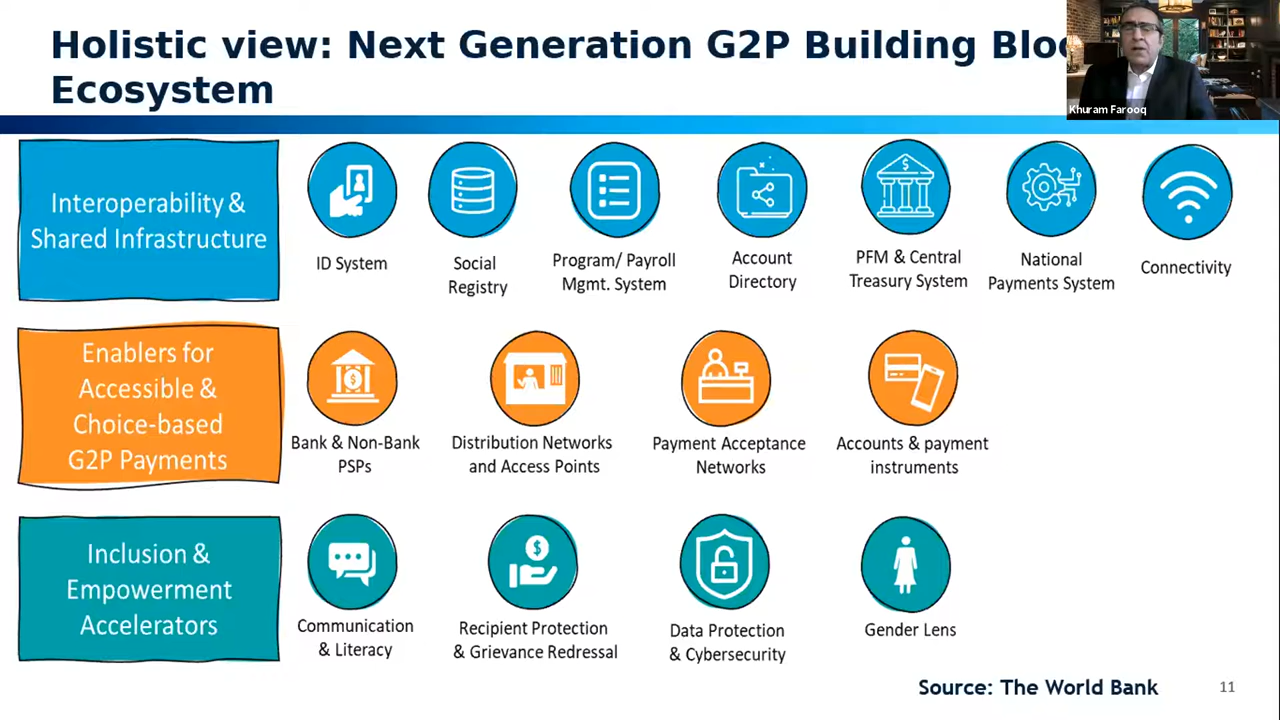 Holistic view: Next Generation G2P Building Bloc
Ecosystem
Khuram Farooq
Interoperability &
Shared Infrastructure
ID System
Social
Registry
Program/ Payroll
Mgmt. System
Account
Directory
PFM & Central
Treasury System
National
Payments System
Connectivity
Enablers for
Accessible &
Choice-based
G2P Payments
Bank & Non-Bank
PSPs
Distribution Networks
and Access Points
Payment Acceptance
Networks
Accounts & payment
instruments
Inclusion &
Empowerment
Accelerators
Communication
& Literacy
Recipient Protection
& Grievance Redressal
Data Protection
& Cybersecurity
Gender Lens
Source: The World Bank
11